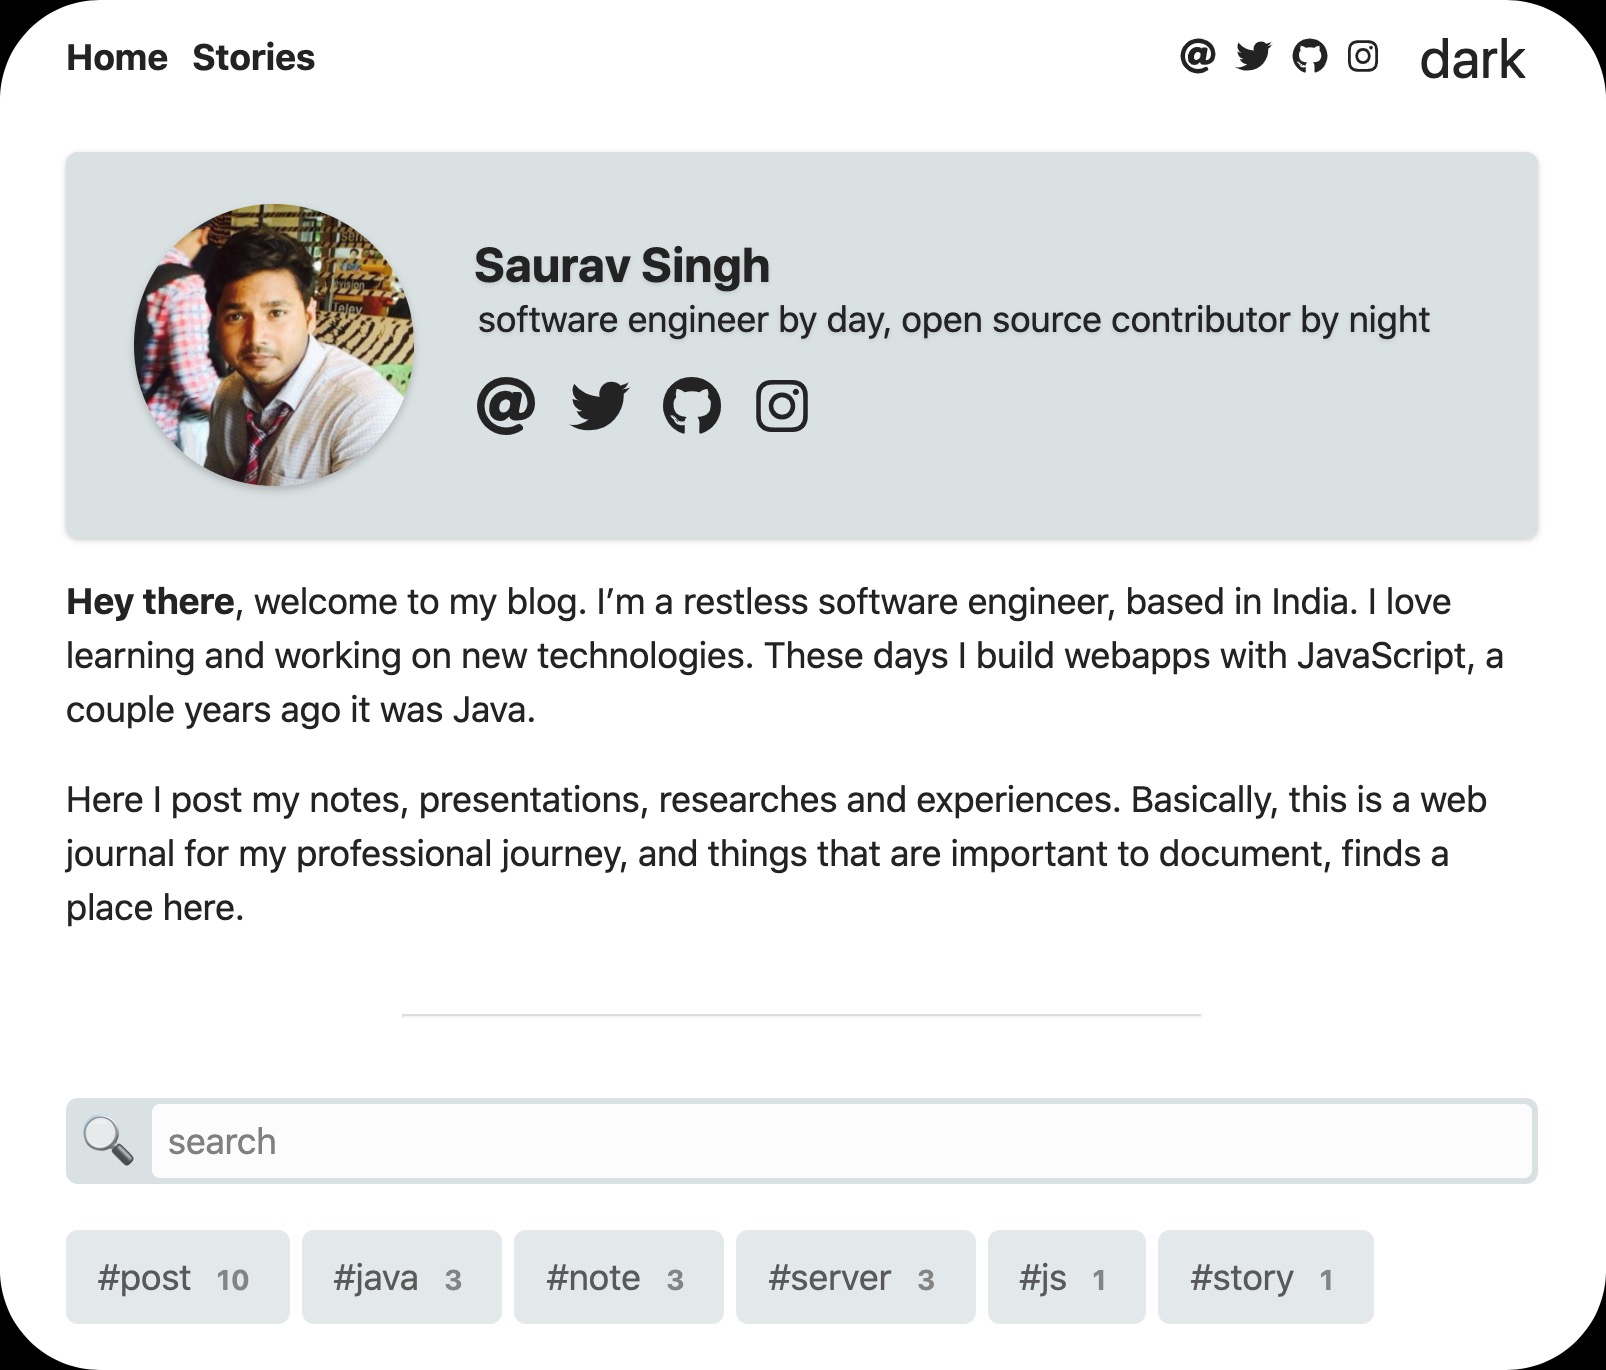 Home Stories dark
Saurav Singh
software engineer by day, open source contributor by night
Hey there, welcome to my blog. I’m a restless software engineer, based in India. I love
learning and working on new technologies. These days I build webapps with JavaScript, a
couple years ago it was Java.
Here I post my notes, presentations, researches and experiences. Basically, this is a web
journal for my professional journey, and things that are important to document, finds a
place here.
search
#post 10 #java 3 #note 3 #server 3 #js 1 #story 1